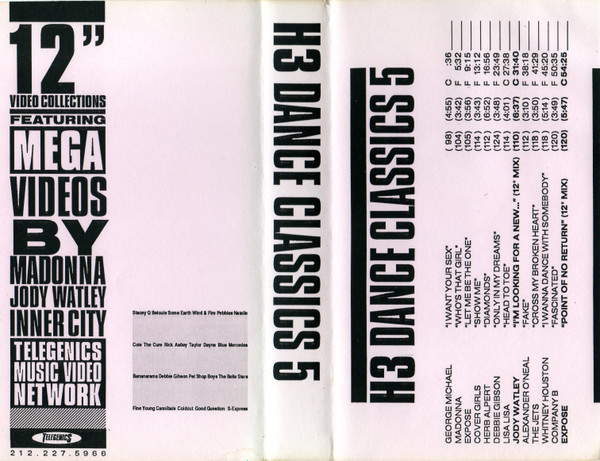 12"
VIDEO COLLECTIONS
FEATURING
MEGA
VIDEOS
BY
MADONNA
JODY WATLEY
INNER CITY
TELEGENICS
MUSIC VIDEO
NETWORK
TELEGENICS
212.227.5966
Stacey Q Belouis Some Earth Wind & Fire Pebbles Natalie
Cole The Cure Rick Astley Taylor Dayne Blue Mercedes
Bananarama Debbie Gibson Pet Shop Boys The Belle Stars
Fine Young Cannibals Coldcut Good Question S-Express
H3 DANCE CLASSICS 5
H3 DANCE CLASSICS 5
GEORGE MICHAEL "I WANT YOUR SEX" (98) (4:55) C :36
MADONNA "WHO'S THAT GIRL" (104) (3:42) F 5:32
EXPOSE "LET ME BE THE ONE" (105) (3:56) F 9:15
COVER GIRLS "SHOW ME" (114) (3:43) F 13:12
HERB ALPERT "DIAMONDS" (112) (6:52) F 16:56
DEBBIE GIBSON "ONLY IN MY DREAMS" (124) (3:48) F 23:49
LISA LISA "HEAD TO TOE" (114) (4:01) C 27:38
JODY WATLEY "I'M LOOKING FOR A NEW..." (12" MIX) (110) (6:37) C 31:40
ALEXANDER O'NEAL "FAKE" (112) (3:10) F 38:18
THE JETS "CROSS MY BROKEN HEART" (118) (3:50) F 41:29
WHITNEY HOUSTON "I WANNA DANCE WITH SOMEBODY" (118) (5:14) F 45:20
COMPANY B "FASCINATED" (120) (3:49) F 50:35
EXPOSE "POINT OF NO RETURN" (12" MIX) (120) (5:47) C 54:25